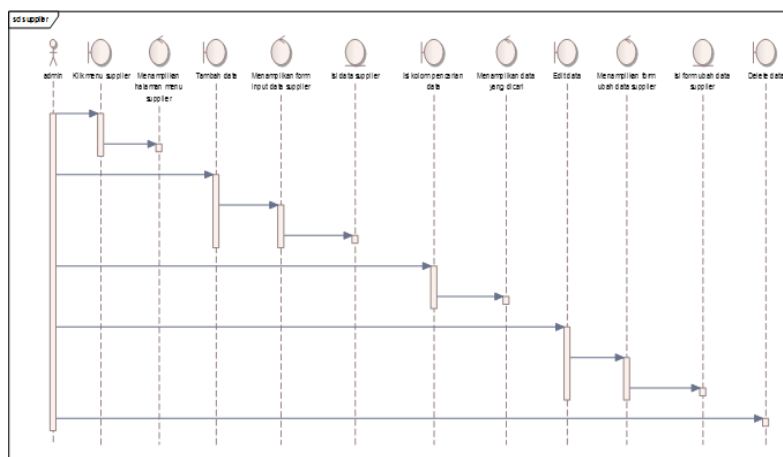 sd supplier
admin
Klik menu supplier
Menampilkan
halaman menu
supplier
Tambah data
Menampilkan form
input data supplier
Isi data supplier
Isi kolom pencarian
data
Menampilkan data
yang dicari
Edit data
Menampilkan form
ubah data supplier
Isi form ubah data
supplier
Delete data